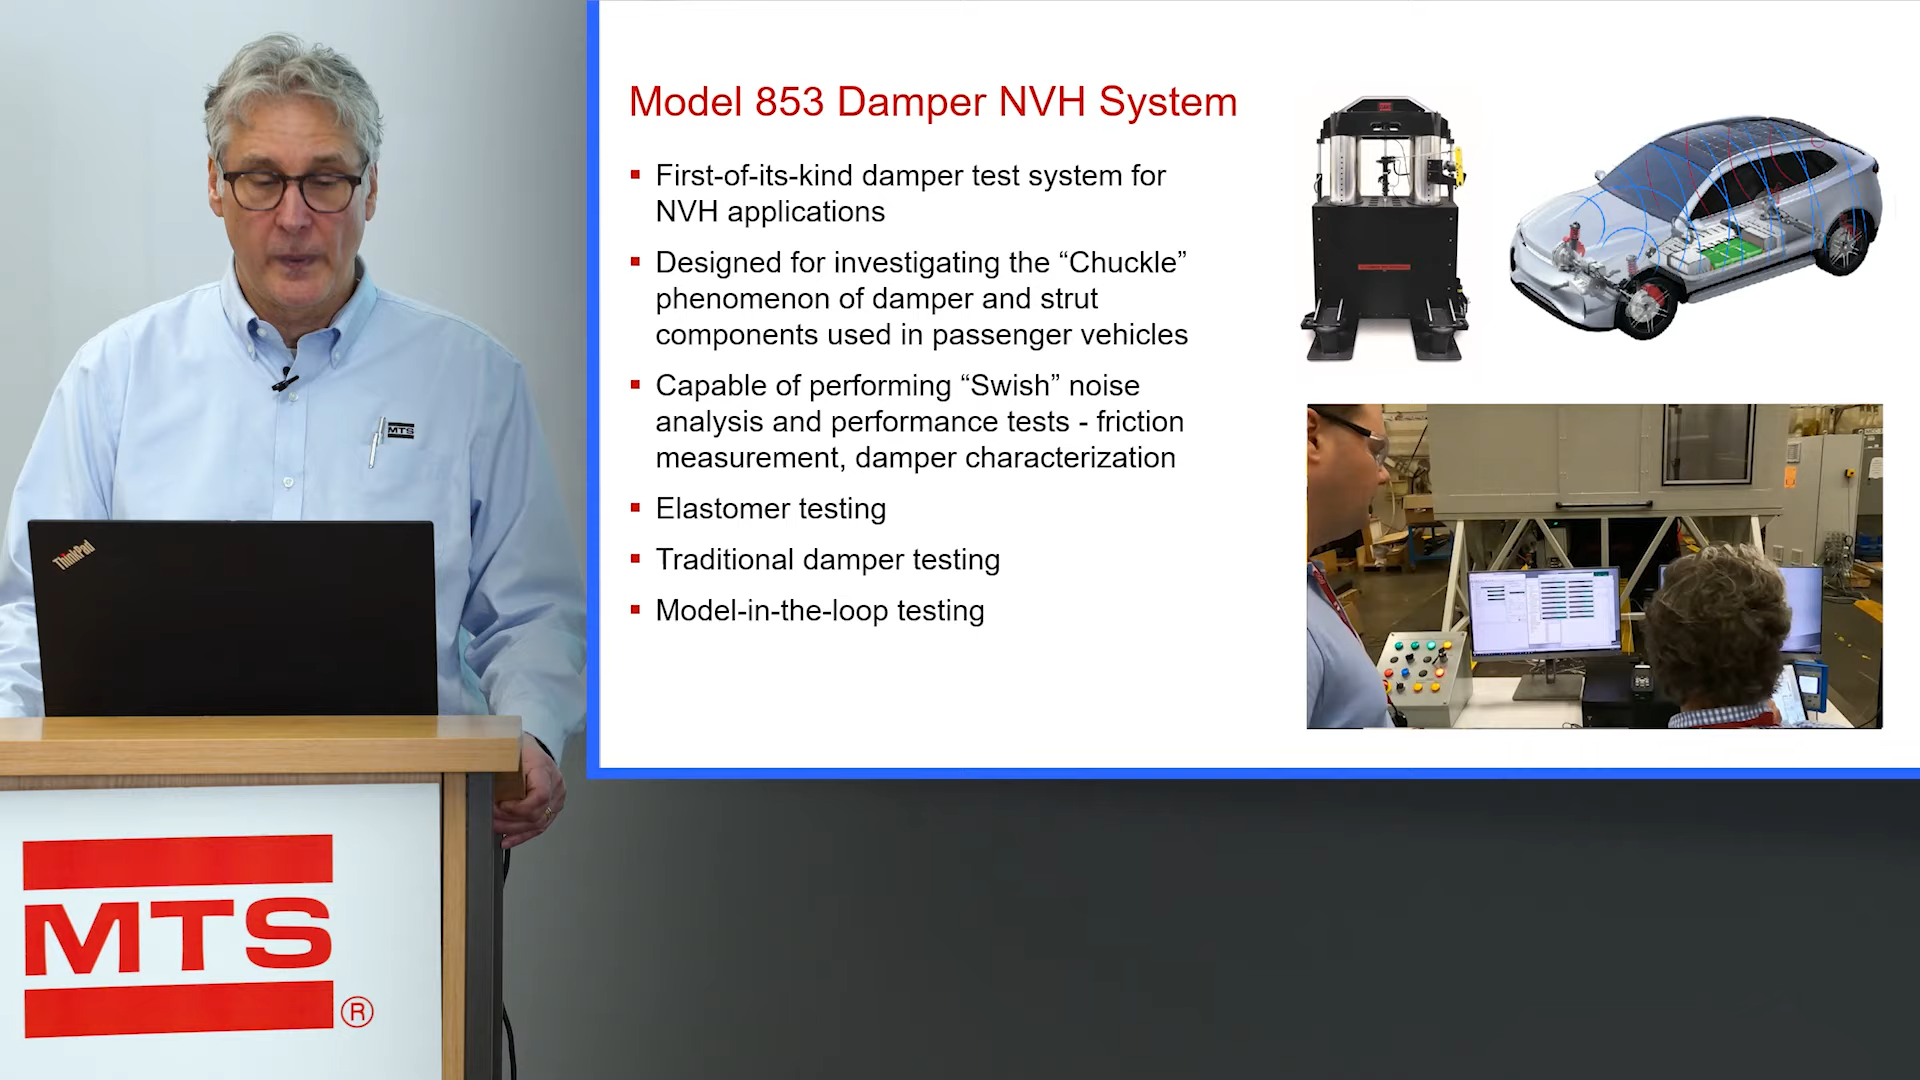 Model 853 Damper NVH System
First-of-its-kind damper test system for
NVH applications
Designed for investigating the “Chuckle”
phenomenon of damper and strut
components used in passenger vehicles
Capable of performing “Swish” noise
analysis and performance tests - friction
measurement, damper characterization
Elastomer testing
Traditional damper testing
Model-in-the-loop testing
MTS
ThinkPad
MTS
®